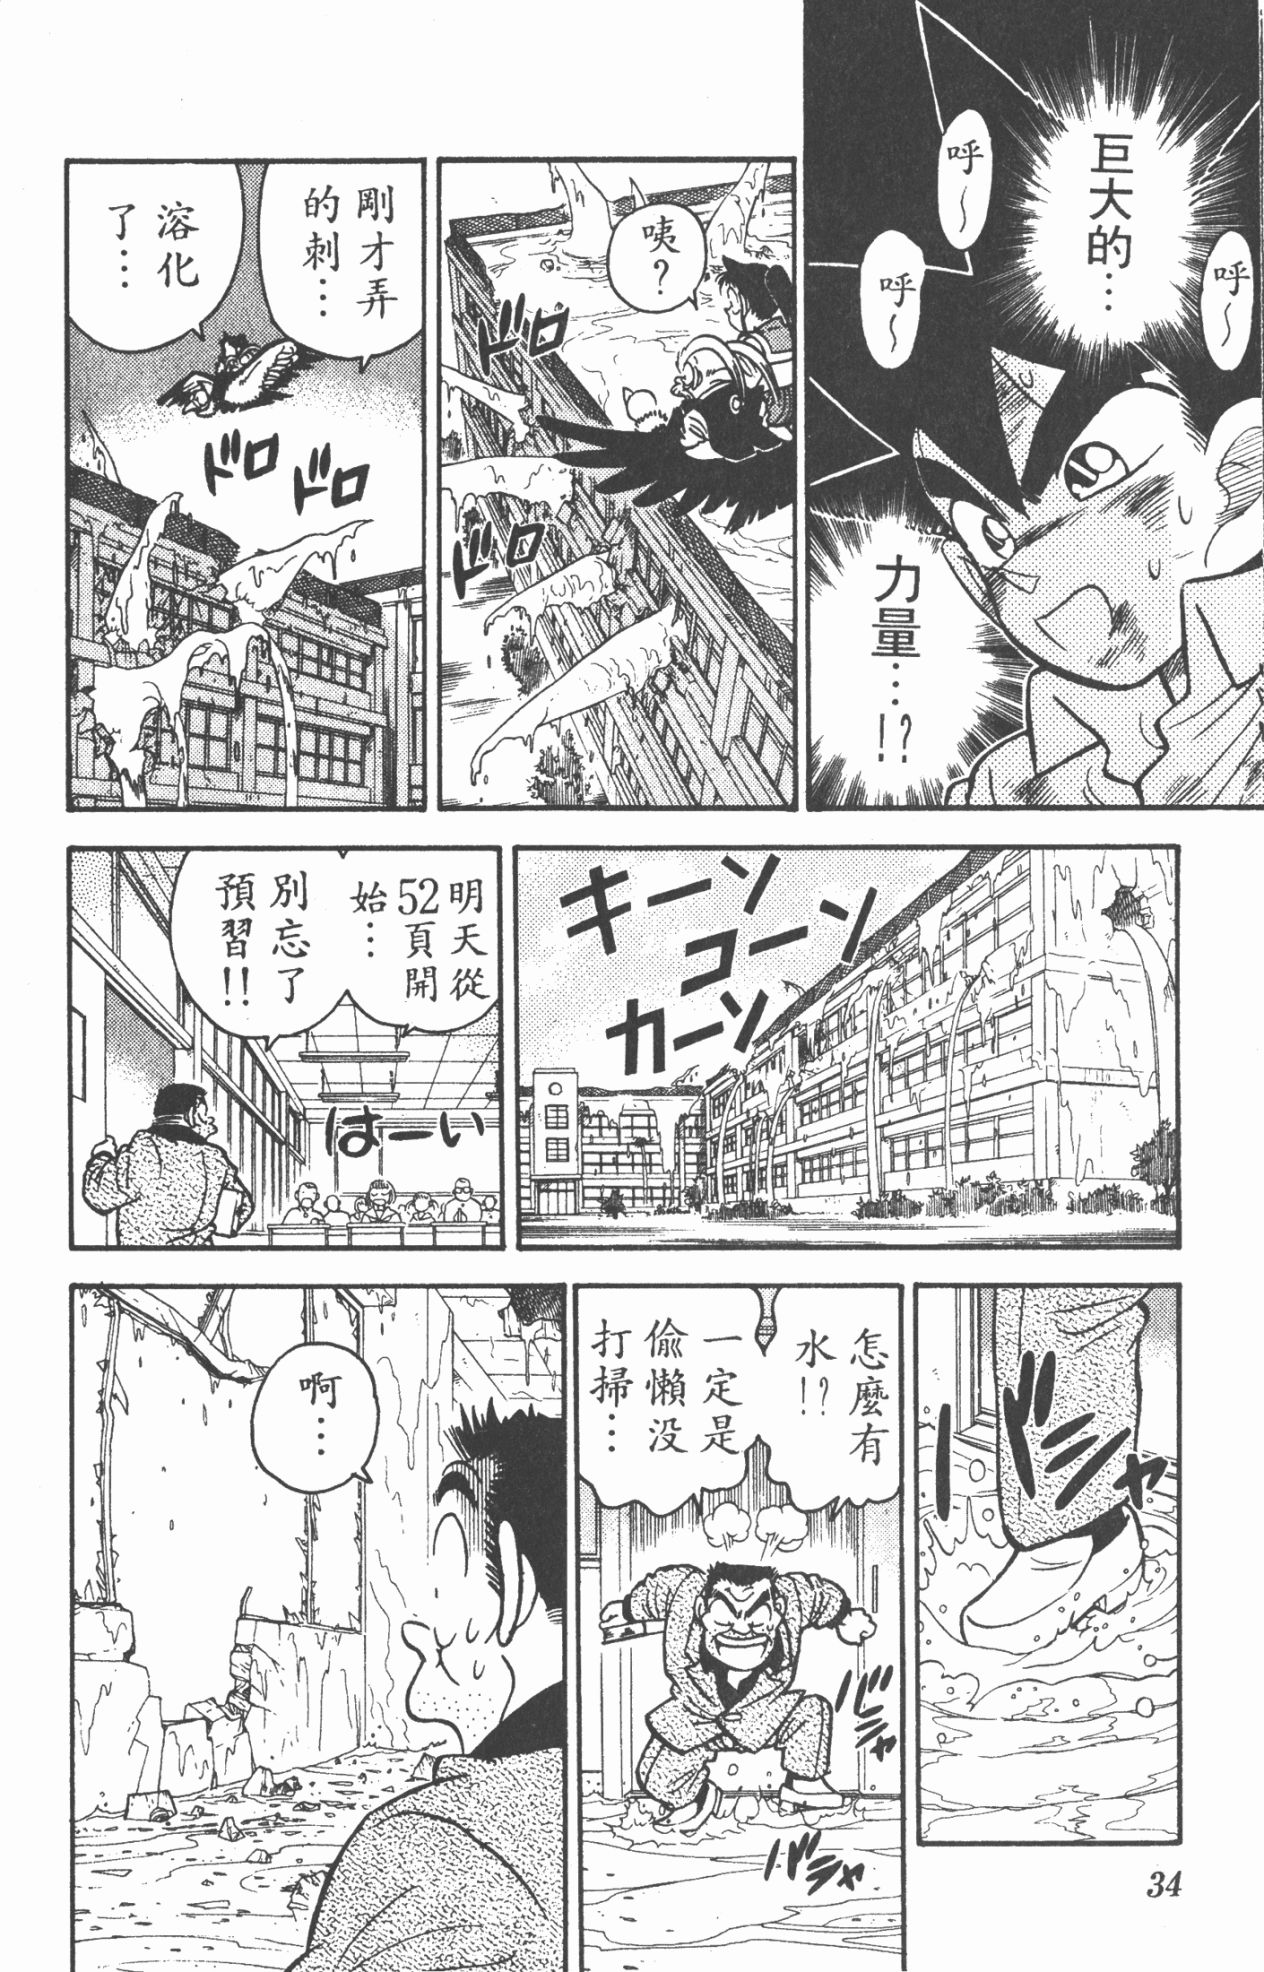 巨大的…
呼～
呼～
呼～
力量…!?
咦?
ドロ
ドロ
剛才弄
的刺…
溶化
了…
ドロ
ドロ
キーン
コーン
カーン
明天從
52頁開
始…
別忘了
預習!!
はーい
バシャ
怎麼有
水!?
一定是
偷懶没
打掃…
バシャ
バシャ
啊…
34